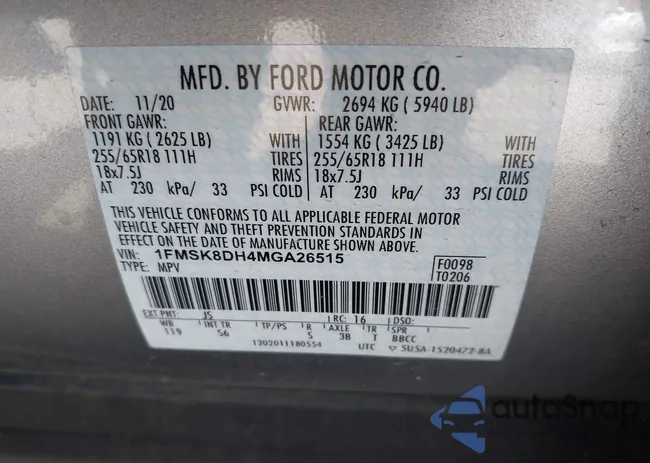 MFD. BY FORD MOTOR CO.
DATE: 11/20 GVWR: 2694 KG ( 5940 LB)
FRONT GAWR: REAR GAWR:
1191 KG ( 2625 LB) WITH 1554 KG ( 3425 LB) WITH
255/65R18 111H TIRES 255/65R18 111H TIRES
18x7.5J RIMS 18x7.5J RIMS
AT 230 kPa/ 33 PSI COLD AT 230 kPa/ 33 PSI COLD
THIS VEHICLE CONFORMS TO ALL APPLICABLE FEDERAL MOTOR
VEHICLE SAFETY AND THEFT PREVENTION STANDARDS IN
EFFECT ON THE DATE OF MANUFACTURE SHOWN ABOVE.
VIN: 1FMSK8DH4MGA26515 F0098
TYPE: MPV T0206
EXT PNT: JS RC: 16 DSO:
WB INT TR TP/PS R AXLE TR SPR
119 S6 S 3B T BBCC
1202011180554 UTC 5USA-1520472-BA
autoSnap